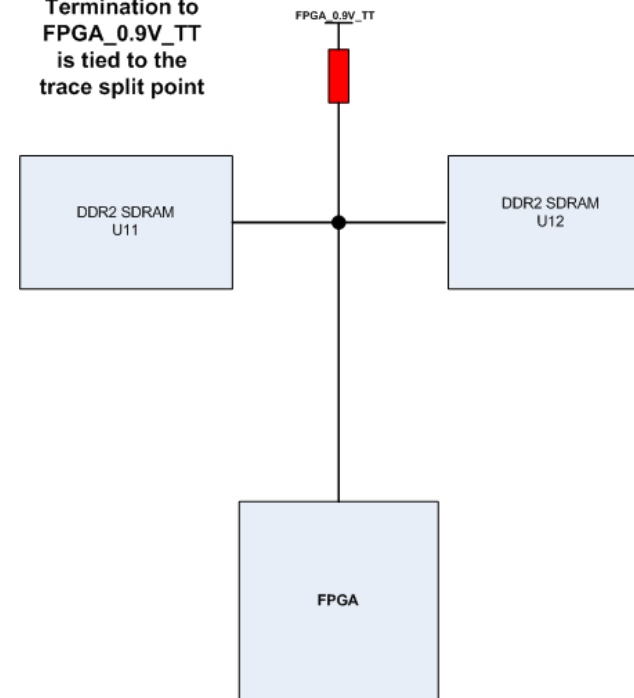 Termination to
FPGA_0.9V_TT
is tied to the
trace split point
FPGA_0.9V_TT
DDR2 SDRAM
U11
DDR2 SDRAM
U12
FPGA